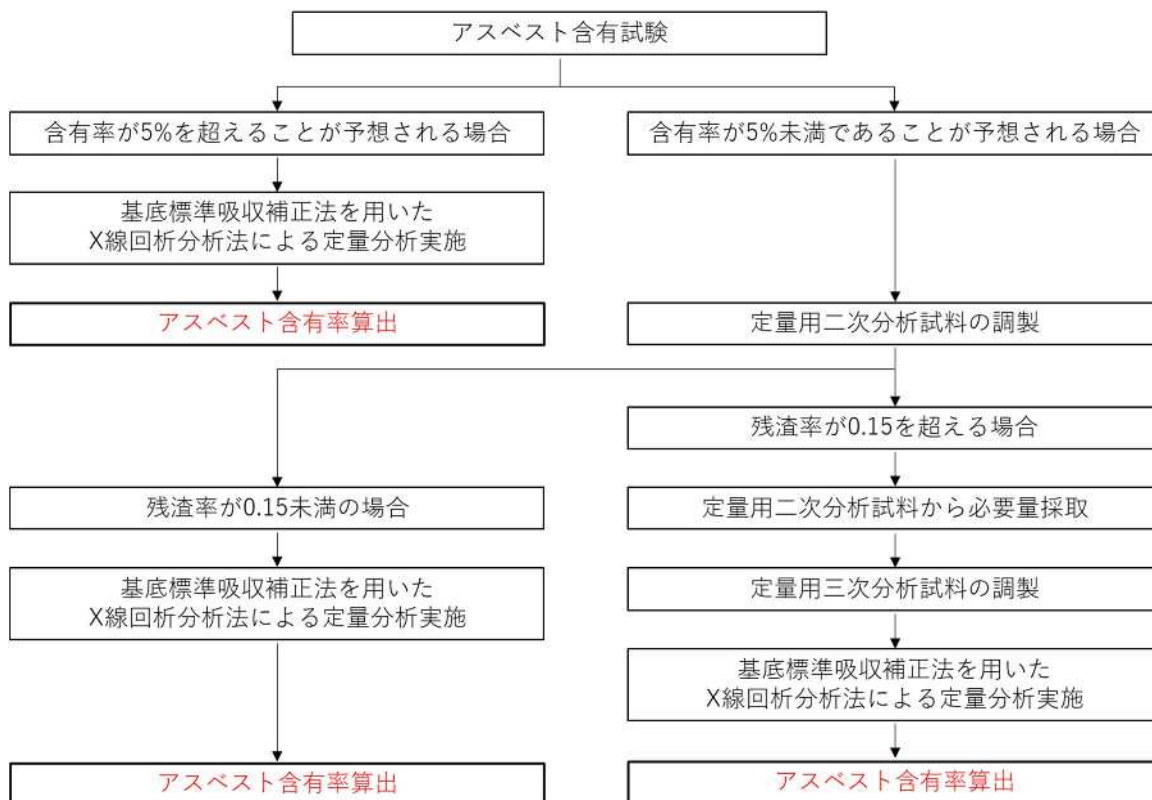 アスベスト含有試験
含有率が5%を超えることが予想される場合
含有率が5%未満であることが予想される場合
基底標準吸収補正法を用いた
X線回析分析法による定量分析実施
アスベスト含有率算出
定量用二次分析試料の調製
残渣率が0.15を超える場合
残渣率が0.15未満の場合
定量用二次分析試料から必要量採取
基底標準吸収補正法を用いた
X線回析分析法による定量分析実施
定量用三次分析試料の調製
基底標準吸収補正法を用いた
X線回析分析法による定量分析実施
アスベスト含有率算出
アスベスト含有率算出